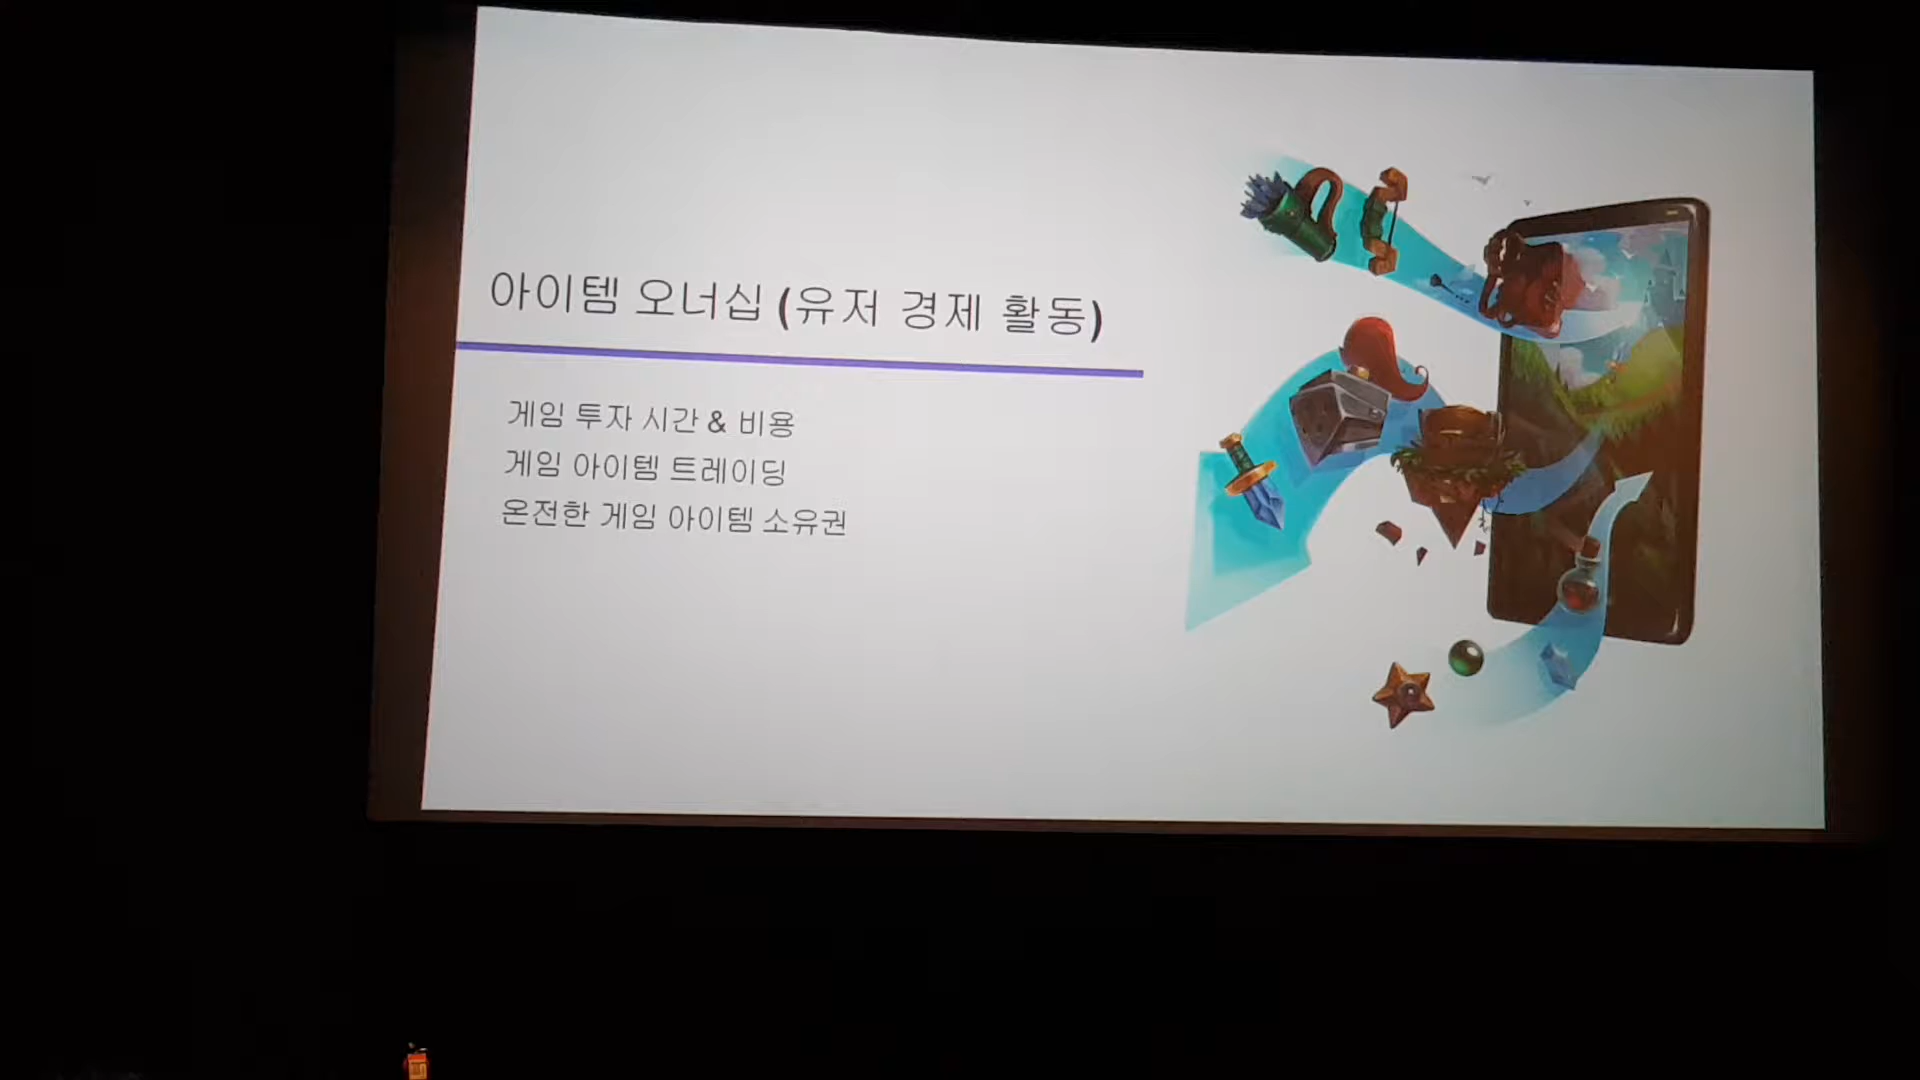 아이템 오너십 (유저 경제 활동)
게임 투자 시간 & 비용
게임 아이템 트레이딩
온전한 게임 아이템 소유권